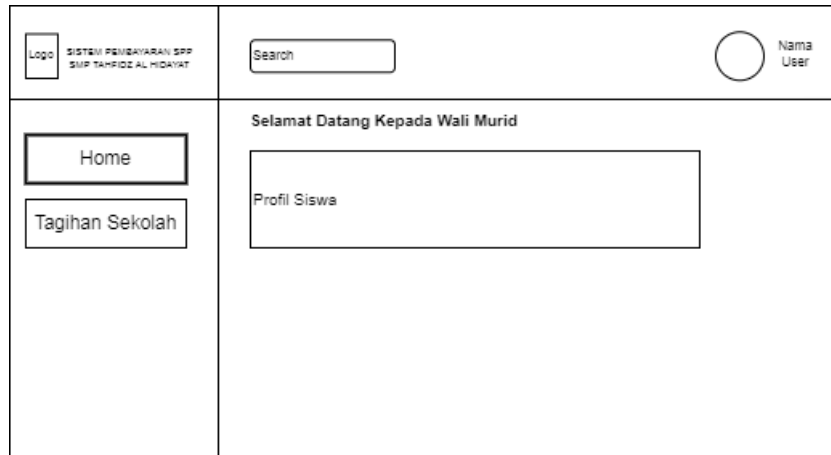 Logo
SISTEM PEMBAYARAN SPP
SMP TAHFIDZ AL HIDAYAT
Search
Nama
User
Selamat Datang Kepada Wali Murid
Home
Profil Siswa
Tagihan Sekolah